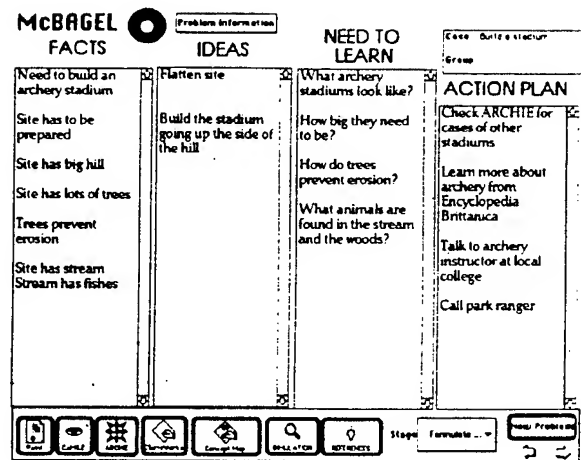 McBAGEL
Problem Information
FACTS
Need to build an
archery stadium
Site has to be
prepared
Site has big hill
Site has lots of trees
Trees prevent
erosion
Site has stream
Stream has fishes
IDEAS
Flatten site
Build the stadium
going up the side of
the hill
NEED TO
LEARN
What archery
stadiums look like?
How big they need
to be?
How do trees
prevent erosion?
What animals are
found in the stream
and the woods?
Case Build a stadium
Group
ACTION PLAN
Check ARCHIE for
cases of other
stadiums
Learn more about
archery from
Encyclopedia
Brittanica
Talk to archery
instructor at local
college
Call park ranger
CaMILE
ARCHIE
Concept Map
SIMULATION
REFERENCES
Stage
Formulate ...
New Problem